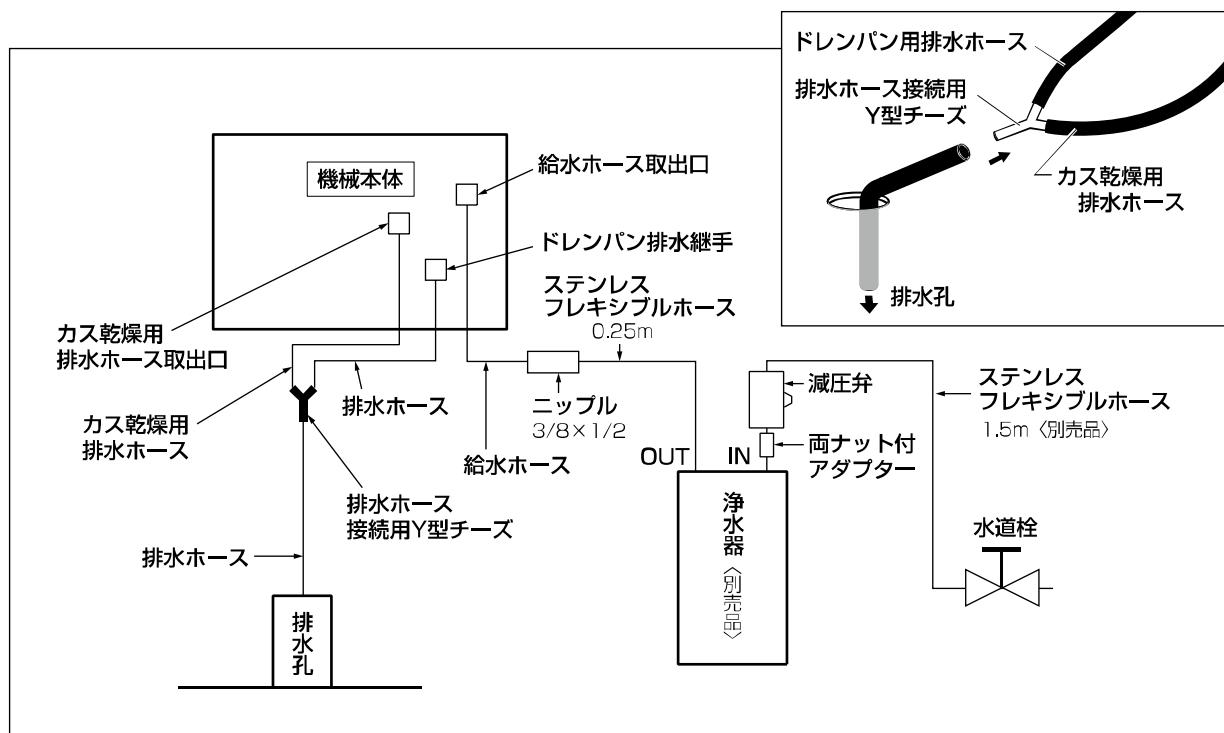 ドレンパン用排水ホース
排水ホース接続用
Y型チーズ
カス乾燥用
排水ホース
排水孔
機械本体
給水ホース取出口
ドレンパン排水継手
カス乾燥用
排水ホース取出口
カス乾燥用
排水ホース
排水ホース
ステンレス
フレキシブルホース
0.25m
ニップル
3/8×1/2
給水ホース
排水ホース
接続用Y型チーズ
排水ホース
排水孔
OUT
IN
減圧弁
両ナット付
アダプター
浄水器〈別売品〉
ステンレス
フレキシブルホース
1.5m〈別売品〉
水道栓